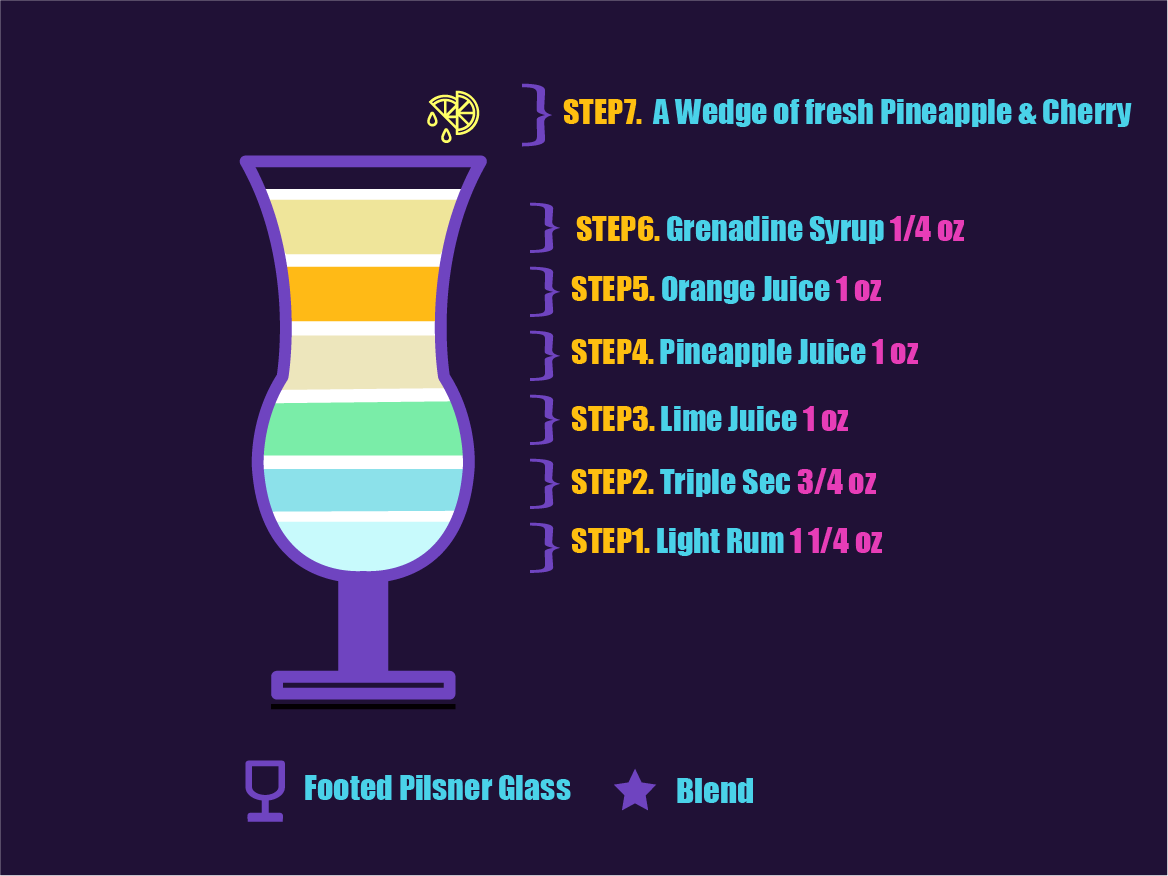 STEP7. A Wedge of fresh Pineapple & Cherry
STEP6. Grenadine Syrup 1/4 oz
STEP5. Orange Juice 1 oz
STEP4. Pineapple Juice 1 oz
STEP3. Lime Juice 1 oz
STEP2. Triple Sec 3/4 oz
STEP1. Light Rum 1 1/4 oz
Footed Pilsner Glass
Blend